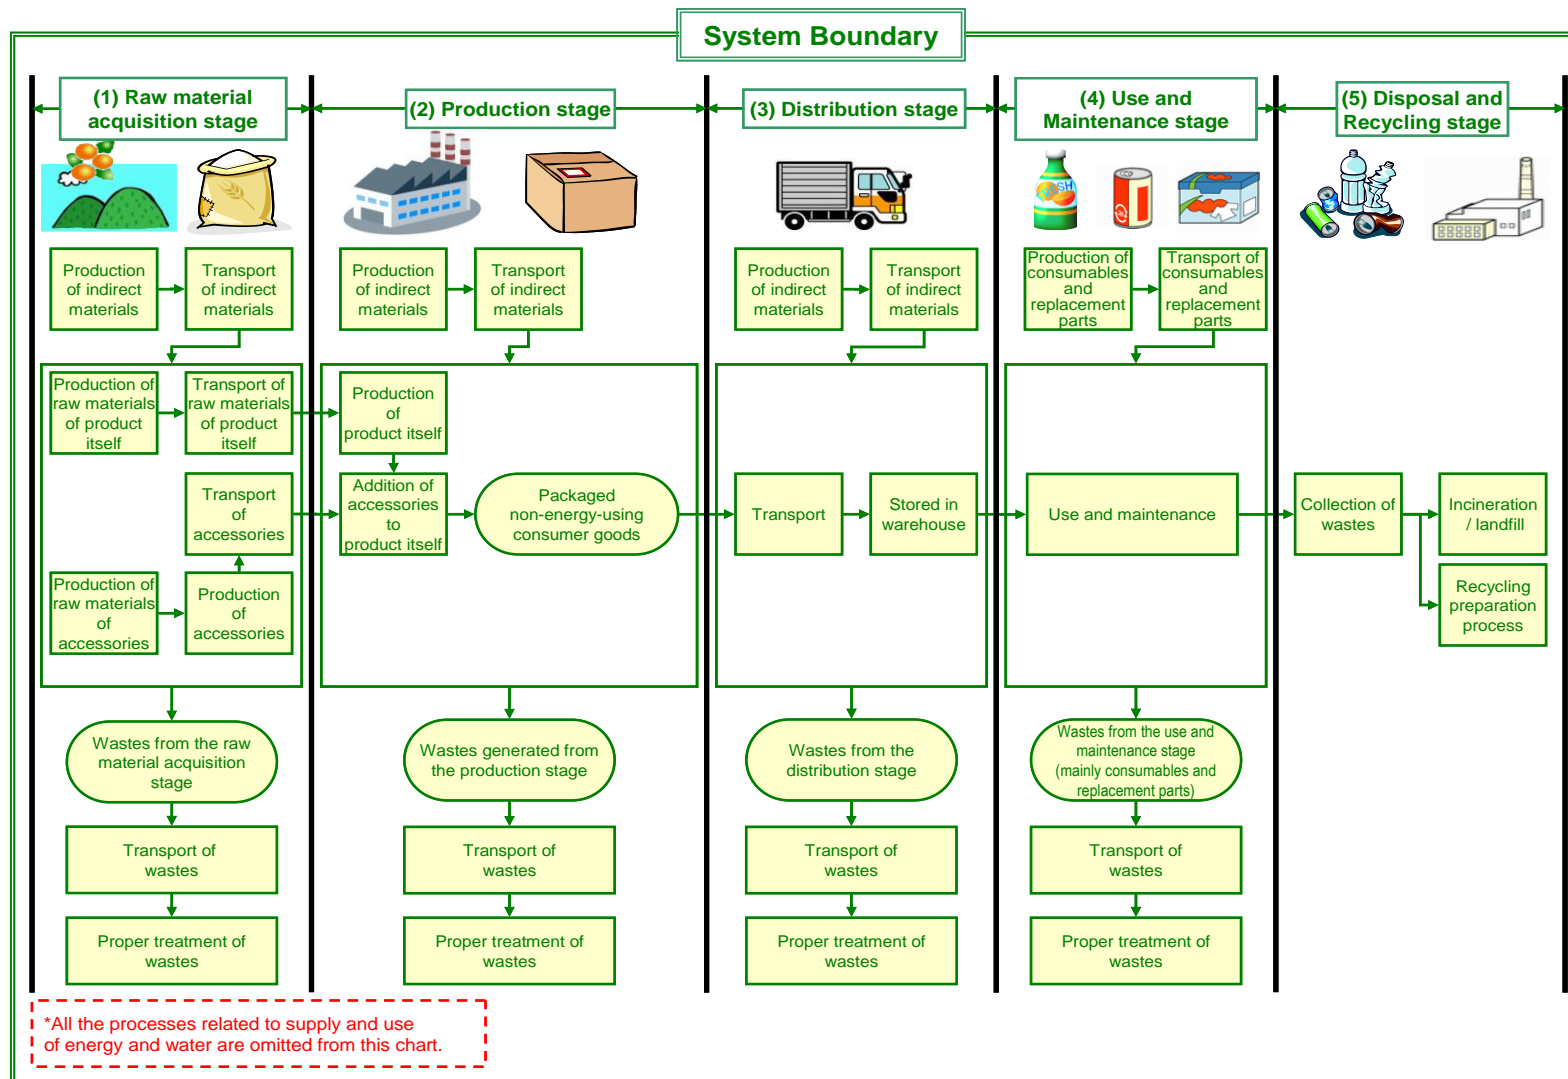 System Boundary
(1) Raw material
acquisition stage
(2) Production stage
(3) Distribution stage
(4) Use and
Maintenance stage
(5) Disposal and
Recycling stage
Production
of indirect
materials
Transport
of indirect
materials
Production
of indirect
materials
Transport
of indirect
materials
Production
of indirect
materials
Transport
of indirect
materials
Production of
consumables
and
replacement
parts
Transport of
consumables
and
replacement
parts
Production of
raw materials
of product
itself
Transport of
raw materials
of product
itself
Production
of
product itself
Transport
of
accessories
Addition of
accessories
to
product itself
Packaged
non-energy-using
consumer goods
Transport
Stored in
warehouse
Use and maintenance
Collection of
wastes
Incineration
/ landfill
Production of
raw materials
of
accessories
Production
of
accessories
Recycling
preparation
process
Wastes from the raw
material acquisition
stage
Wastes generated from
the production stage
Wastes from the
distribution stage
Wastes from the use and
maintenance stage
(mainly consumables and
replacement parts)
Transport of
wastes
Transport of
wastes
Transport of
wastes
Transport of
wastes
Proper treatment of
wastes
Proper treatment of
wastes
Proper treatment of
wastes
Proper treatment of
wastes
*All the processes related to supply and use
of energy and water are omitted from this chart.